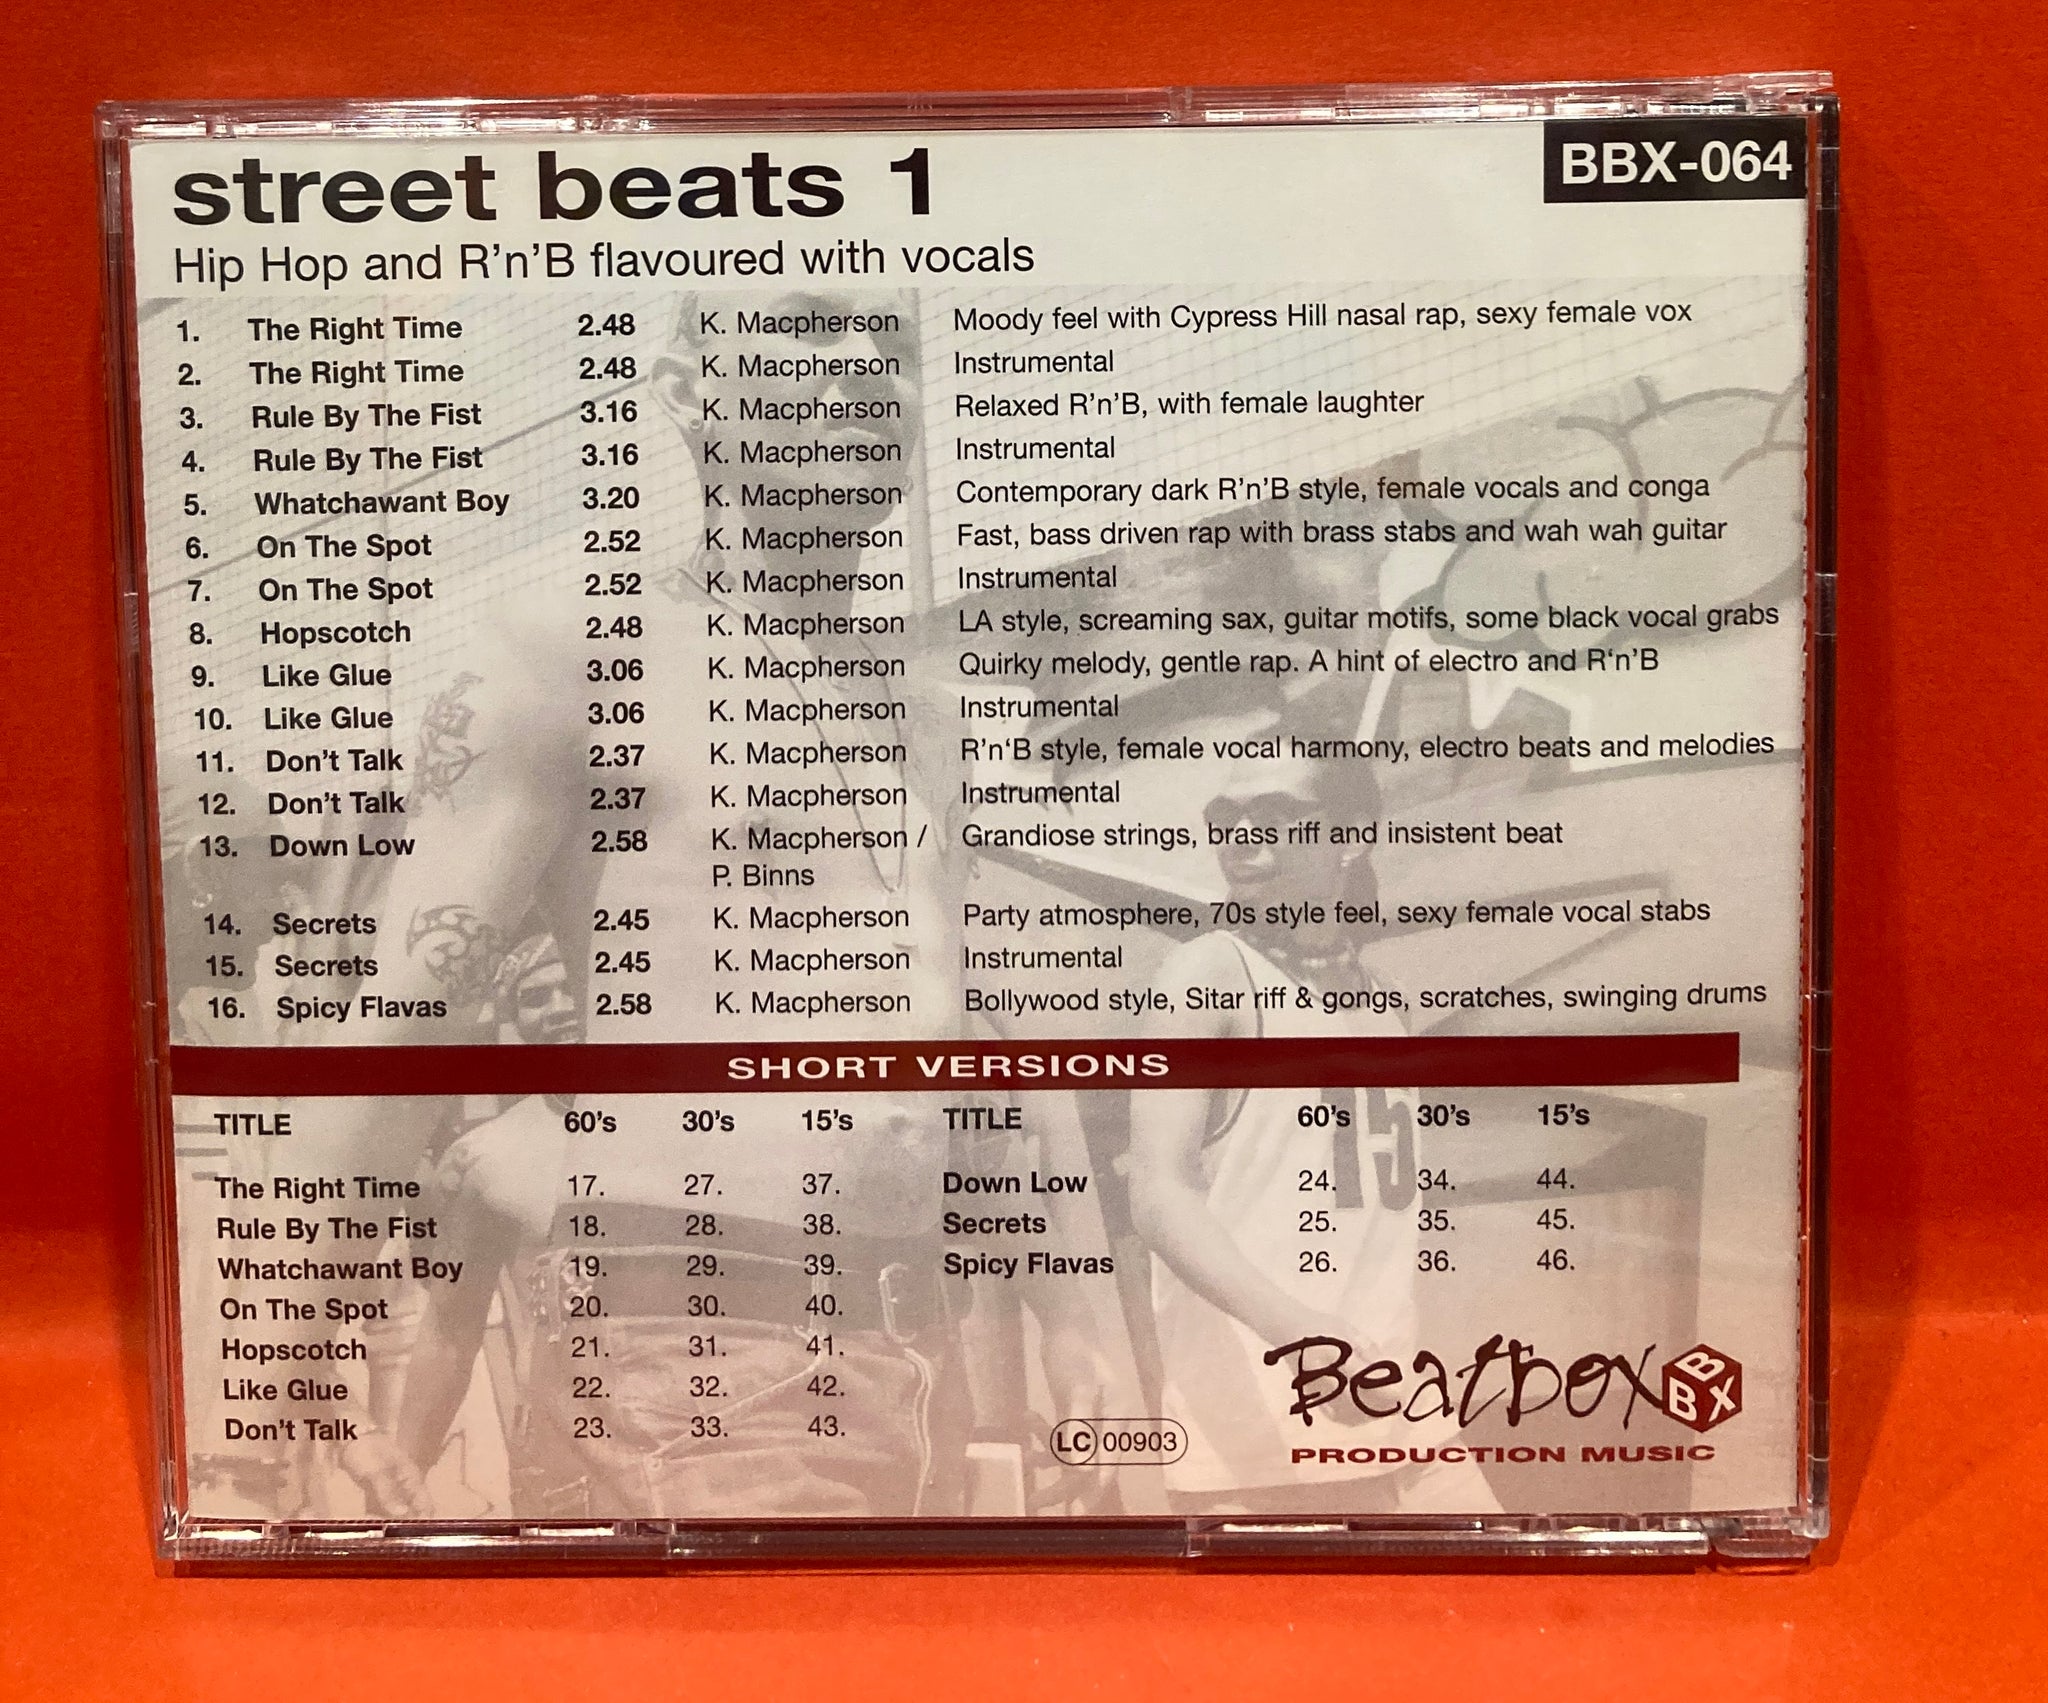 street beats 1
BBX-064
Hip Hop and R'n'B flavoured with vocals
1. The Right Time 2.48 K. Macpherson Moody feel with Cypress Hill nasal rap, sexy female vox
2. The Right Time 2.48 K. Macpherson Instrumental
3. Rule By The Fist 3.16 K. Macpherson Relaxed R'n'B, with female laughter
4. Rule By The Fist 3.16 K. Macpherson Instrumental
5. Whatchawant Boy 3.20 K. Macpherson Contemporary dark R'n'B style, female vocals and conga
6. On The Spot 2.52 K. Macpherson Fast, bass driven rap with brass stabs and wah wah guitar
7. On The Spot 2.52 K. Macpherson Instrumental
8. Hopscotch 2.48 K. Macpherson LA style, screaming sax, guitar motifs, some black vocal grabs
9. Like Glue 3.06 K. Macpherson Quirky melody, gentle rap. A hint of electro and R‘n’B
10. Like Glue 3.06 K. Macpherson Instrumental
11. Don't Talk 2.37 K. Macpherson R'n‘B style, female vocal harmony, electro beats and melodies
12. Don't Talk 2.37 K. Macpherson Instrumental
13. Down Low 2.58 K. Macpherson / Grandiose strings, brass riff and insistent beat
P. Binns
14. Secrets 2.45 K. Macpherson Party atmosphere, 70s style feel, sexy female vocal stabs
15. Secrets 2.45 K. Macpherson Instrumental
16. Spicy Flavas 2.58 K. Macpherson Bollywood style, Sitar riff & gongs, scratches, swinging drums
SHORT VERSIONS
TITLE 60's 30's 15's TITLE 60's 30's 15's
The Right Time 17. 27. 37. Down Low 24. 34. 44.
Rule By The Fist 18. 28. 38. Secrets 25. 35. 45.
Whatchawant Boy 19. 29. 39. Spicy Flavas 26. 36. 46.
On The Spot 20. 30. 40.
Hopscotch 21. 31. 41.
Like Glue 22. 32. 42.
Don't Talk 23. 33. 43.
LC 00903
Beatbox BBX
PRODUCTION MUSIC
75